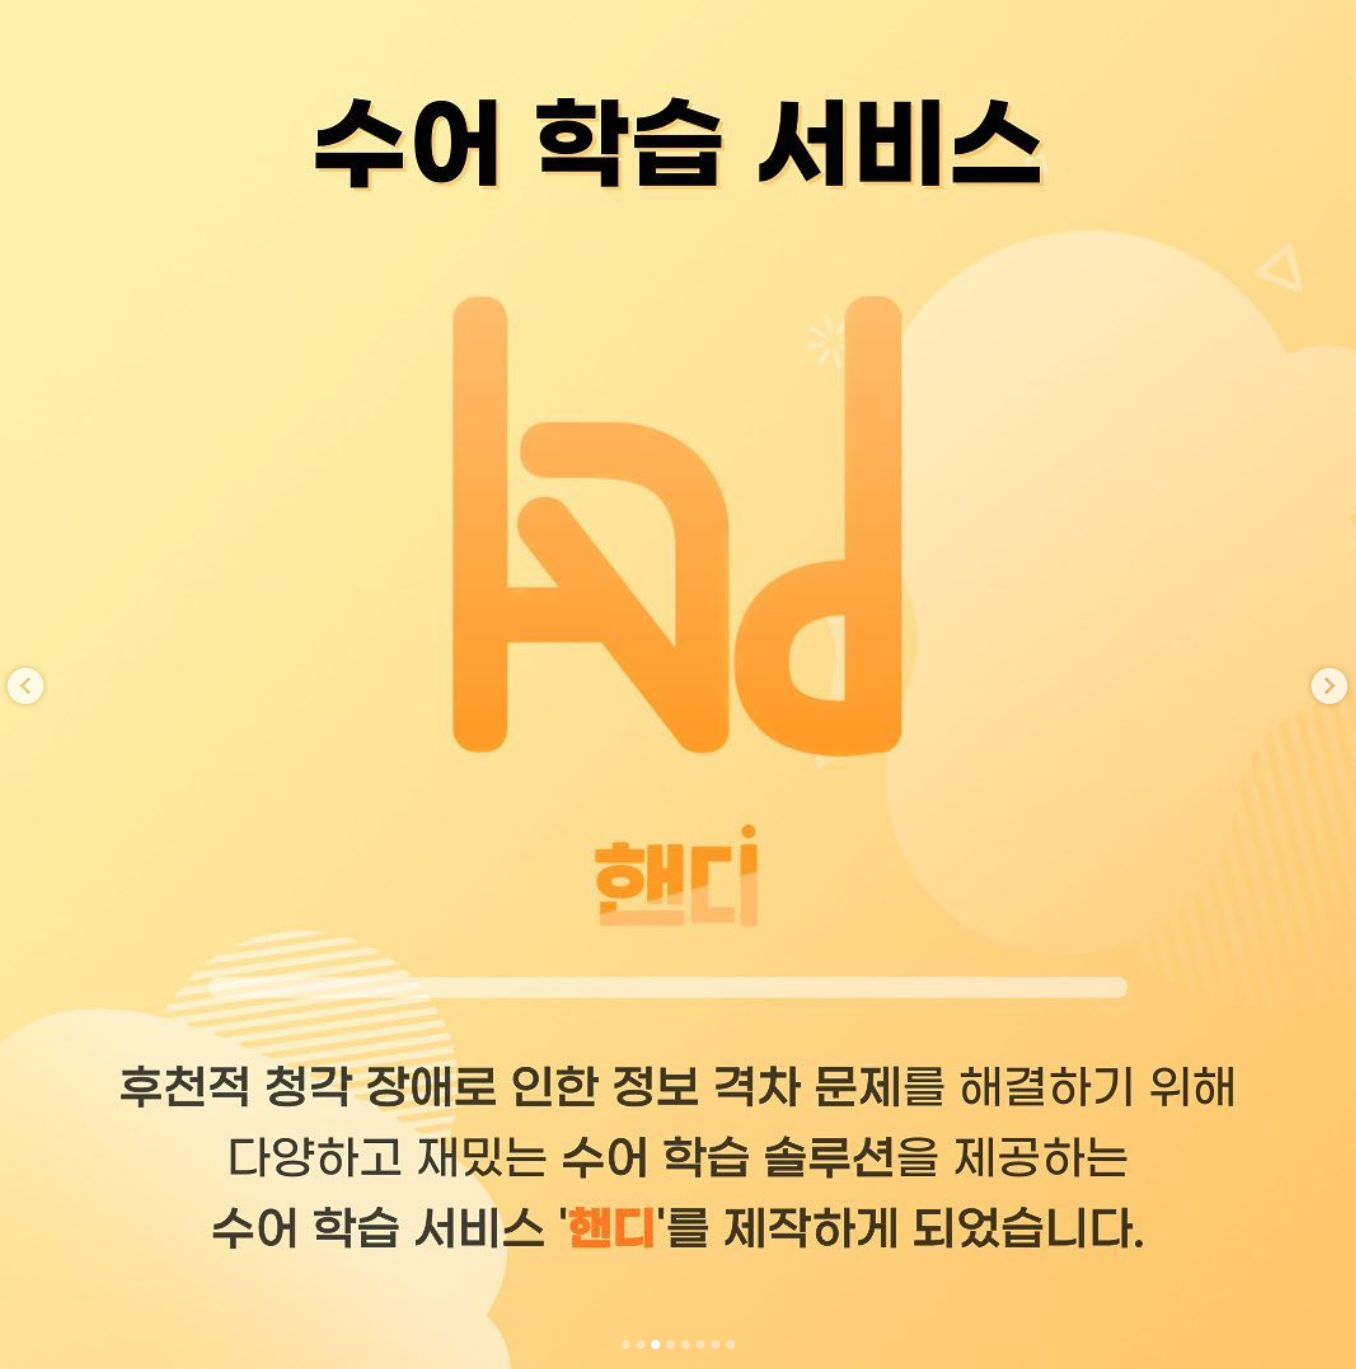 수어 학습 서비스
핸디
후천적 청각 장애로 인한 정보 격차 문제를 해결하기 위해
다양하고 재밌는 수어 학습 솔루션을 제공하는
수어 학습 서비스 '핸디'를 제작하게 되었습니다.